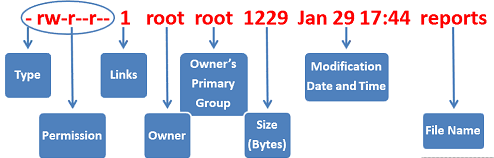 - rw-r--r-- 1 root root 1229 Jan 29 17:44 reports
Type
Links
Owner's
Primary
Group
Modification
Date and Time
Permission
Owner
Size
(Bytes)
File Name